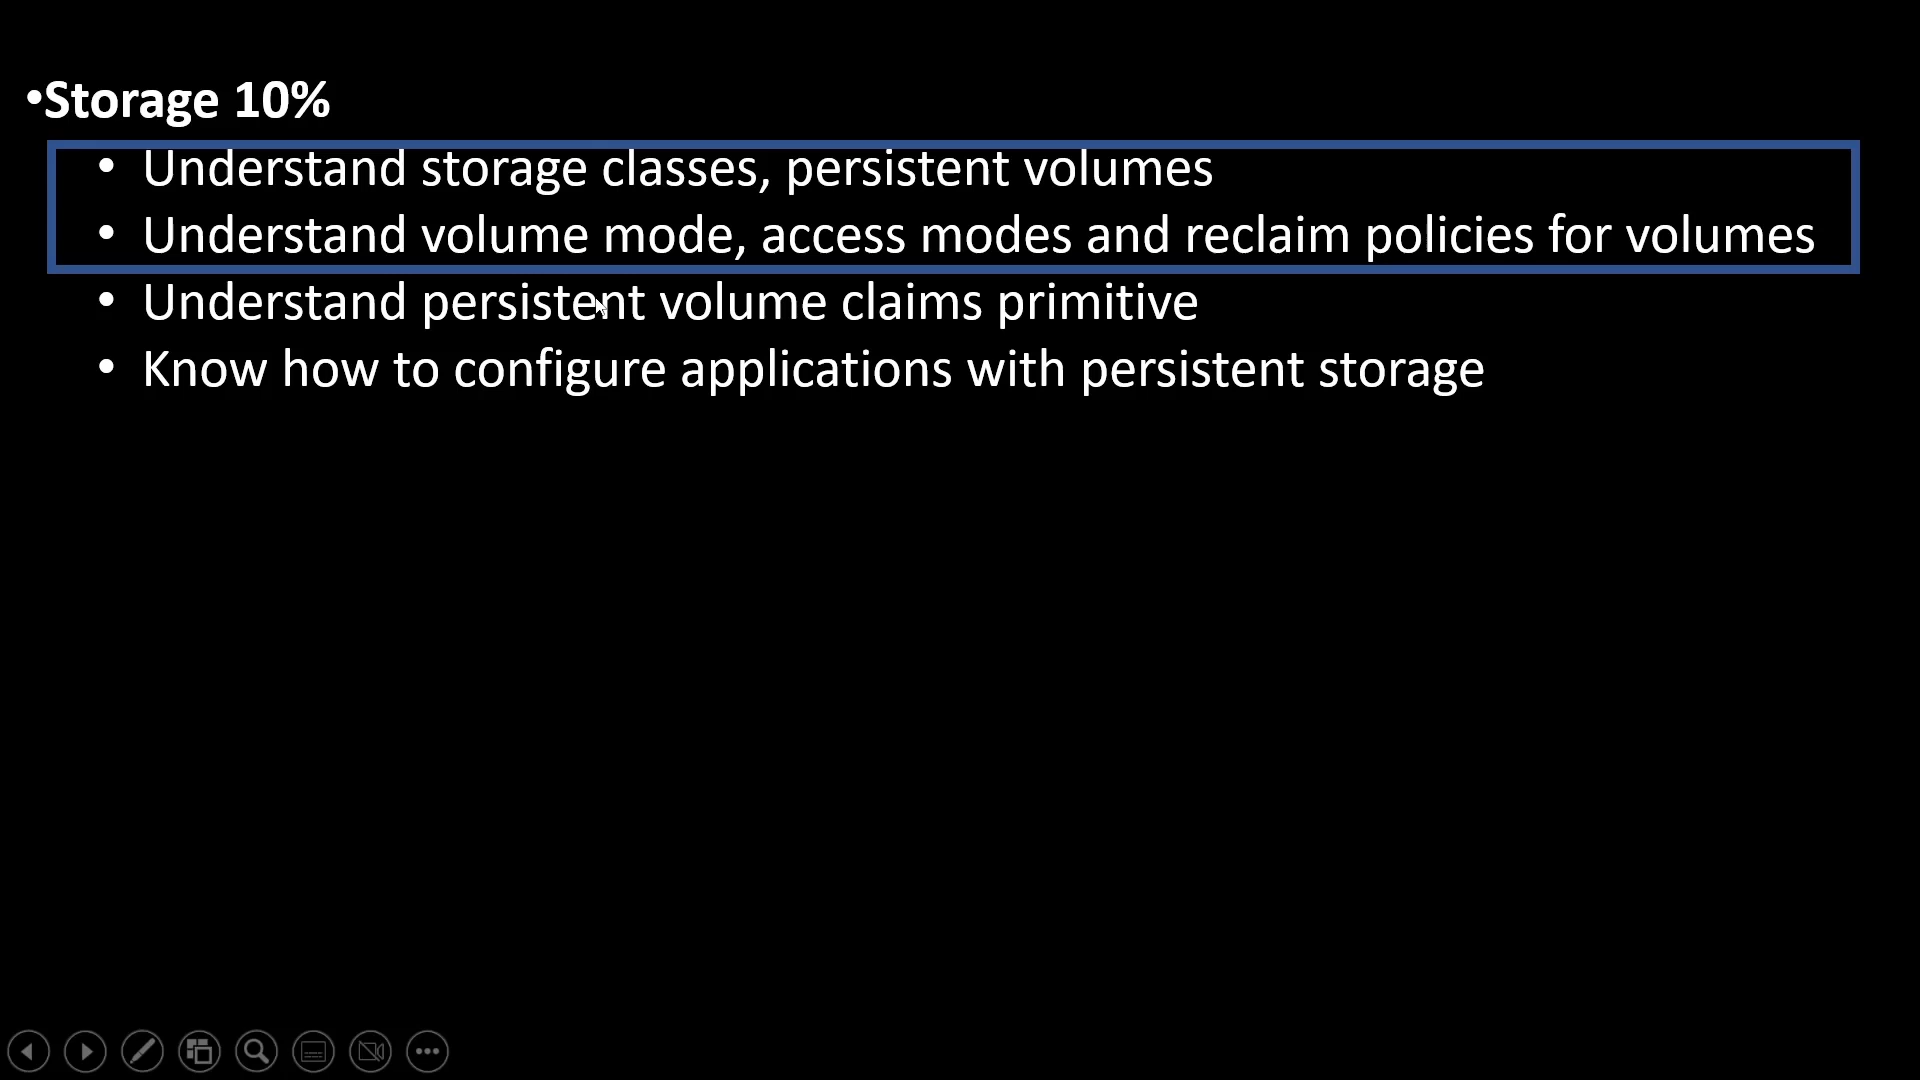 •Storage 10%
• Understand storage classes, persistent volumes
• Understand volume mode, access modes and reclaim policies for volumes
• Understand persistent volume claims primitive
• Know how to configure applications with persistent storage